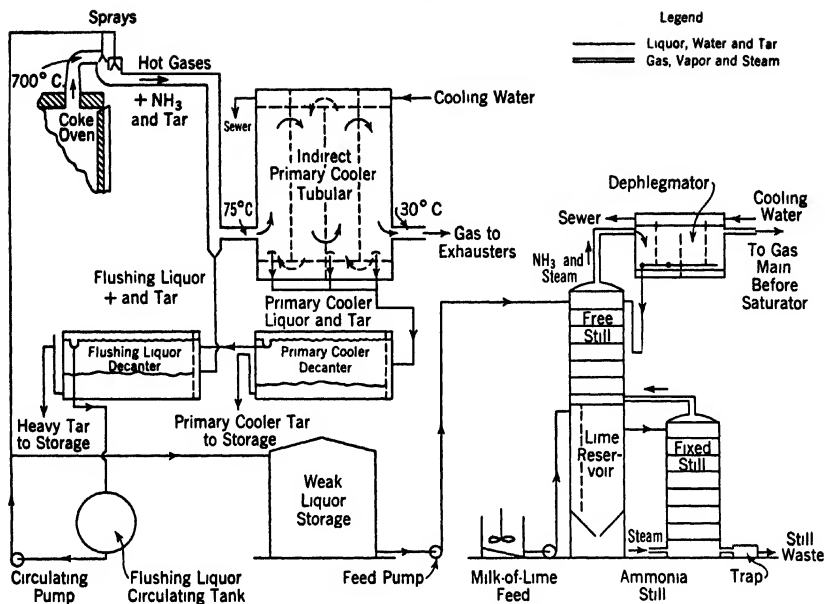 Sprays
Legend
Liquor, Water and Tar
Gas, Vapor and Steam
700° C
Hot Gases
+ NH3
and Tar
Coke
Oven
Sewer
Cooling Water
Indirect
Primary Cooler
Tubular
75°C
30° C
Gas to
Exhausters
Dephlegmator
Sewer
Cooling
Water
NH3 and
Steam
To Gas
Main
Before
Saturator
Flushing Liquor
+ and Tar
Primary Cooler
Liquor and Tar
Flushing Liquor
Decanter
Primary Cooler
Decanter
Heavy Tar
to Storage
Primary Cooler Tar
to Storage
Weak
Liquor
Storage
Free
Still
Lime
Reser-
voir
Fixed
Still
Steam
Still
Waste
Circulating
Pump
Flushing Liquor
Circulating Tank
Feed Pump
Milk-of-Lime
Feed
Ammonia
Still
Trap